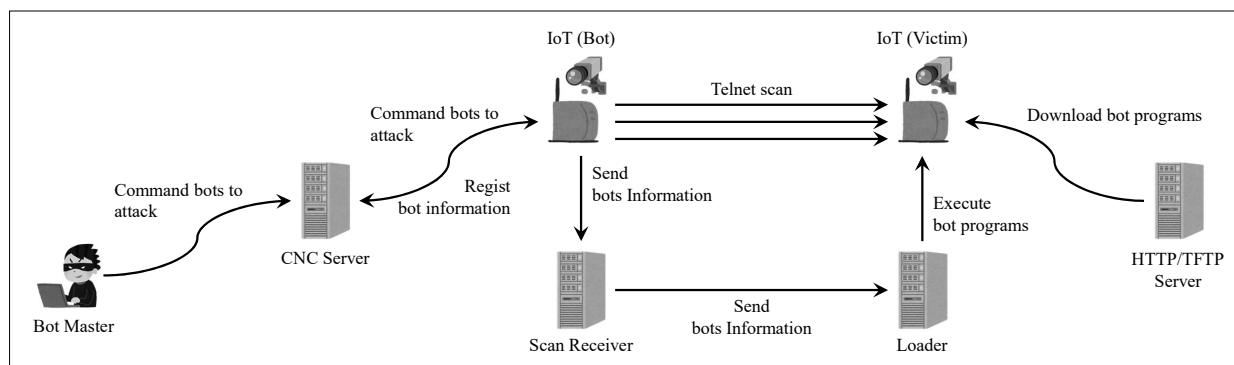 IoT (Bot)
IoT (Victim)
Telnet scan
Command bots to
attack
Download bot programs
Command bots to
attack
Regist
bot information
Send
bots Information
Execute
bot programs
CNC Server
HTTP/TFTP
Server
Bot Master
Send
bots Information
Scan Receiver
Loader